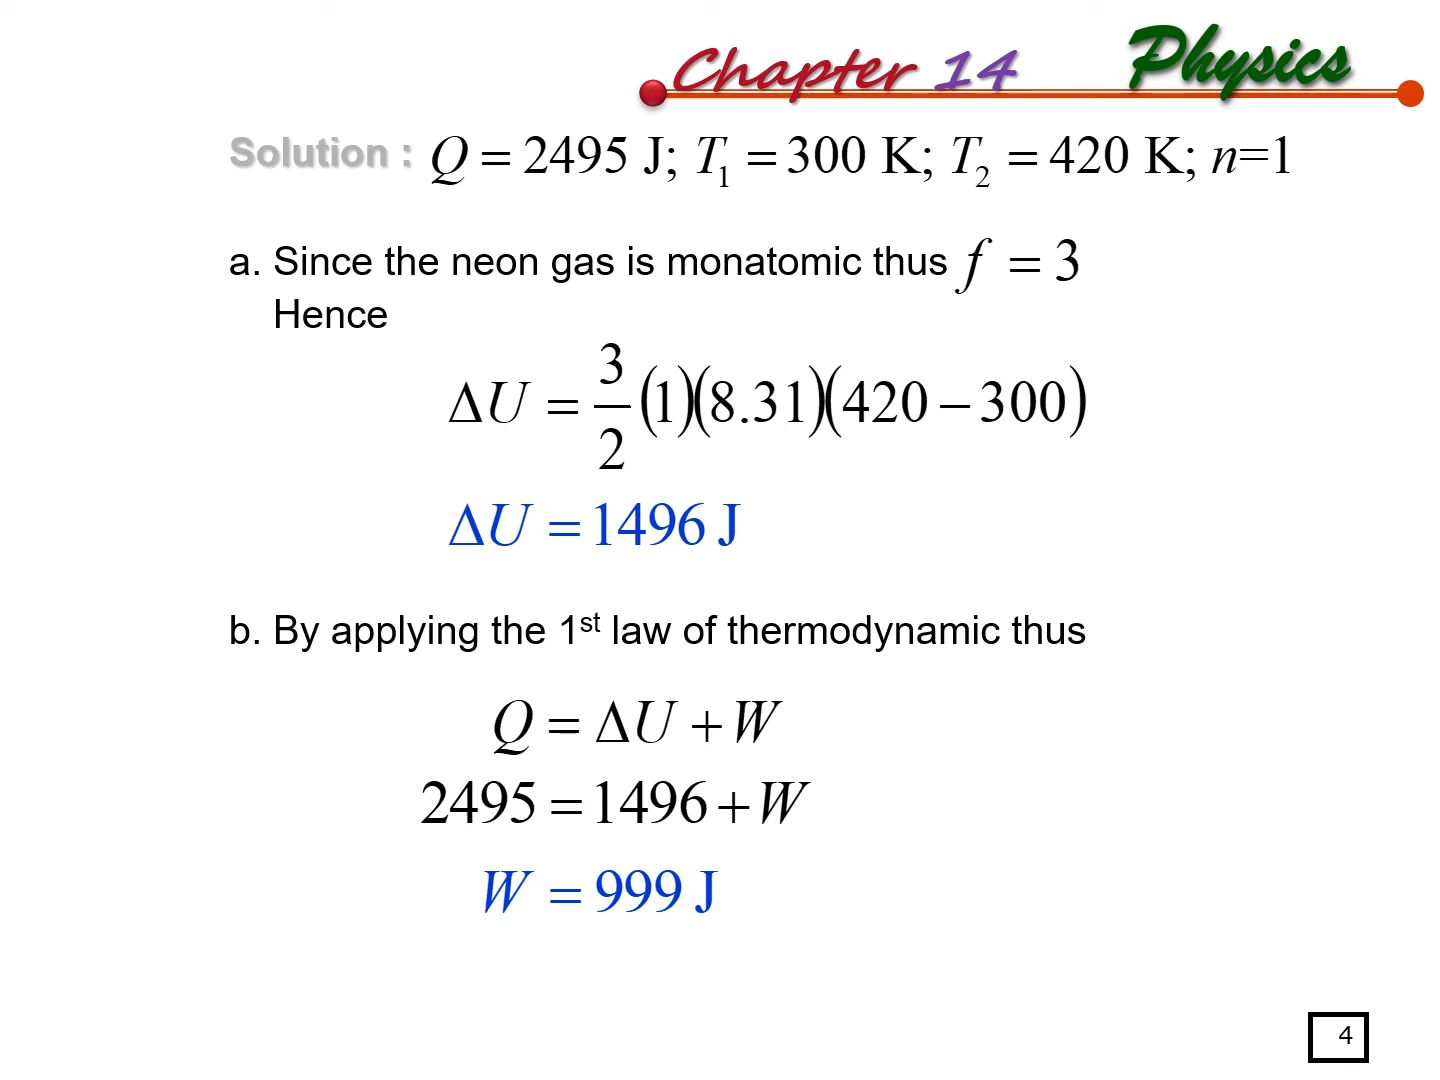 Chapter 14 Physics
Solution : Q = 2495 J; T₁ = 300 K; T₂ = 420 K; n=1
a. Since the neon gas is monatomic thus f = 3
Hence
ΔU = 3/2 (1)(8.31)(420 − 300)
ΔU = 1496 J
b. By applying the 1st law of thermodynamic thus
Q = ΔU + W
2495 = 1496 + W
W = 999 J
4